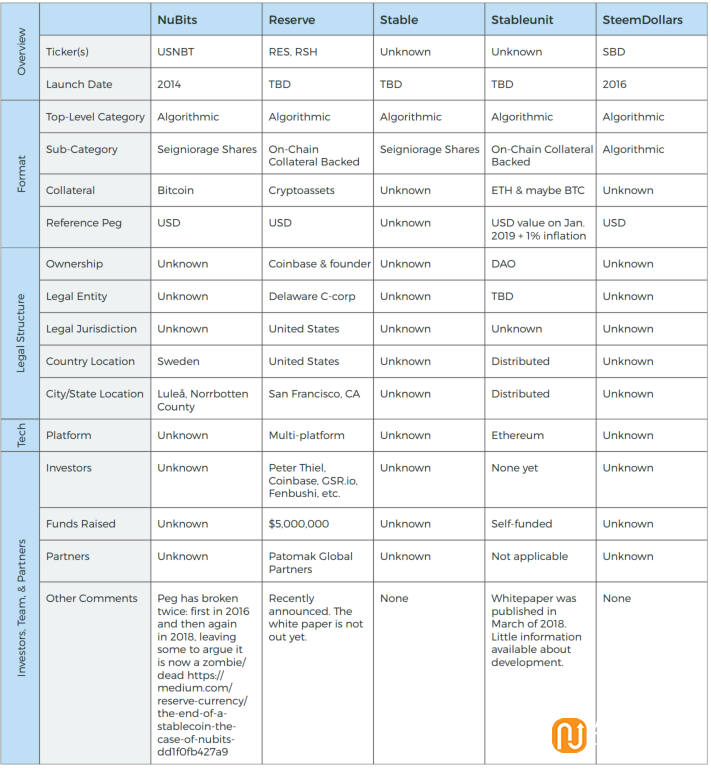 NuBits Reserve Stable Stableunit SteemDollars
Overview
Ticker(s) USNBT RES, RSH Unknown Unknown SBD
Launch Date 2014 TBD TBD TBD 2016
Format
Top-Level Category Algorithmic Algorithmic Algorithmic Algorithmic Algorithmic
Sub-Category Seigniorage Shares On-Chain Seigniorage Shares On-Chain Collateral Algorithmic
Collateral Backed Backed
Collateral Bitcoin Cryptoassets Unknown ETH & maybe BTC Unknown
Reference Peg USD USD Unknown USD value on Jan. USD
2019 + 1% inflation
Legal Structure
Ownership Unknown Coinbase & founder Unknown DAO Unknown
Legal Entity Unknown Delaware C-corp Unknown TBD Unknown
Legal Jurisdiction Unknown United States Unknown Unknown Unknown
Country Location Sweden United States Unknown Distributed Unknown
City/State Location Luleå, Norrbotten San Francisco, CA Unknown Distributed Unknown
County
Tech
Platform Unknown Multi-platform Unknown Ethereum Unknown
Investors, Team, & Partners
Investors Unknown Peter Thiel, Unknown None yet Unknown
Coinbase, GSR.io,
Fenbushi, etc.
Funds Raised Unknown $5,000,000 Unknown Self-funded Unknown
Partners Unknown Patomak Global Unknown Not applicable Unknown
Partners
Other Comments Peg has broken Recently None Whitepaper was None
twice: first in 2016 announced. The published in
and then again white paper is not March of 2018.
in 2018, leaving out yet. Little information
some to argue it available about
is now a zombie/ development.
dead https://
medium.com/
reserve-currency/
the-end-of-a-
stablecoin-the-
case-of-nubits-
dd1f0fb427a9